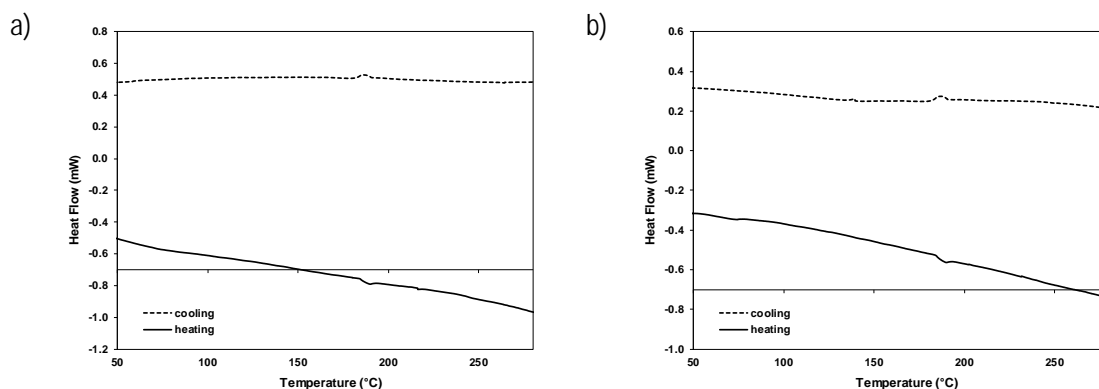 a)
0.8
0.6
0.4
0.2
0.0
-0.2
-0.4
-0.6
-0.8
-1.0
-1.2
Heat Flow (mW)
cooling
heating
50 100 150 200 250
Temperature (°C)
b)
0.6
0.4
0.2
0.0
-0.2
-0.4
-0.6
-0.8
-1.0
Heat Flow (mW)
cooling
heating
50 100 150 200 250
Temperature (°C)